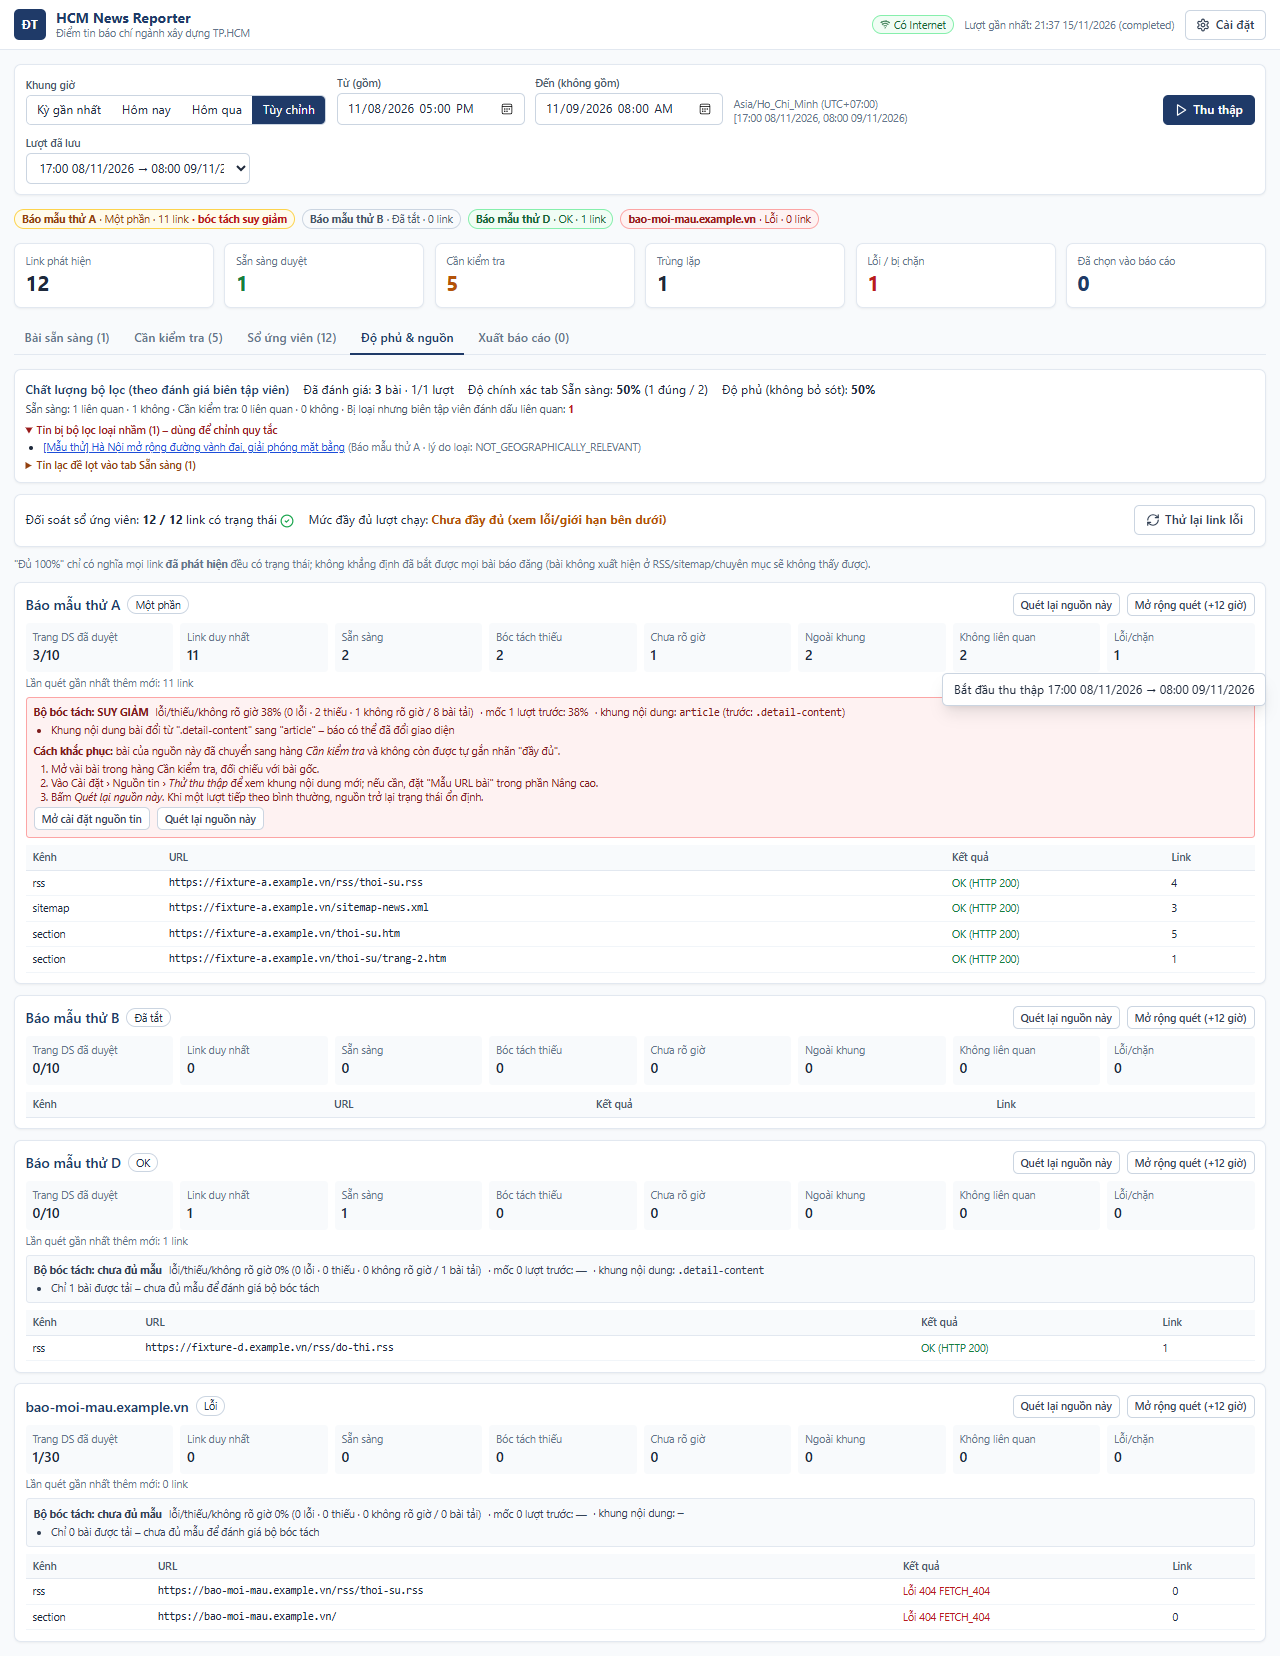 ĐT
HCM News Reporter
Điểm tin báo chí ngành xây dựng TP.HCM
Có Internet
Lượt gần nhất: 21:37 15/11/2026 (completed)
Cài đặt
Khung giờ
Kỳ gần nhất Hôm nay Hôm qua Tùy chỉnh
Từ (gồm)
11/08/2026 05:00 PM
Đến (không gồm)
11/09/2026 08:00 AM
Asia/Ho_Chi_Minh (UTC+07:00)
[17:00 08/11/2026, 08:00 09/11/2026)
Thu thập
Lượt đã lưu
17:00 08/11/2026 → 08:00 09/11/2
Báo mẫu thử A · Một phần · 11 link · bóc tách suy giảm
Báo mẫu thử B · Đã tắt · 0 link
Báo mẫu thử D · OK · 1 link
bao-moi-mau.example.vn · Lỗi · 0 link
Link phát hiện
12
Sẵn sàng duyệt
1
Cần kiểm tra
5
Trùng lặp
1
Lỗi / bị chặn
1
Đã chọn vào báo cáo
0
Bài sẵn sàng (1)
Cần kiểm tra (5)
Sổ ứng viên (12)
Độ phủ & nguồn
Xuất báo cáo (0)
Chất lượng bộ lọc (theo đánh giá biên tập viên) Đã đánh giá: 3 bài · 1/1 lượt Độ chính xác tab Sẵn sàng: 50% (1 đúng / 2) Độ phủ (không bỏ sót): 50%
Sẵn sàng: 1 liên quan · 1 không · Cần kiểm tra: 0 liên quan · 0 không · Bị loại nhưng biên tập viên đánh dấu liên quan: 1
▼ Tin bị bộ lọc loại nhầm (1) – dùng để chỉnh quy tắc
• [Mẫu thử] Hà Nội mở rộng đường vành đai, giải phóng mặt bằng (Báo mẫu thử A · lý do loại: NOT_GEOGRAPHICALLY_RELEVANT)
▶ Tin lạc đề lọt vào tab Sẵn sàng (1)
Đối soát sổ ứng viên: 12 / 12 link có trạng thái
Mức đầy đủ lượt chạy: Chưa đầy đủ (xem lỗi/giới hạn bên dưới)
Thử lại link lỗi
"Đủ 100%" chỉ có nghĩa mọi link đã phát hiện đều có trạng thái; không khẳng định đã bắt được mọi bài báo đăng (bài không xuất hiện ở RSS/sitemap/chuyên mục sẽ không thấy được).
Báo mẫu thử A Một phần
Quét lại nguồn này Mở rộng quét (+12 giờ)
Trang DS đã duyệt Link duy nhất Sẵn sàng Bóc tách thiếu Chưa rõ giờ Ngoài khung Không liên quan Lỗi/chặn
3/10 11 2 2 1 2 2 1
Lần quét gần nhất thêm mới: 11 link
Bắt đầu thu thập 17:00 08/11/2026 → 08:00 09/11/2026
Bộ bóc tách: SUY GIẢM lỗi/thiếu/không rõ giờ 38% (0 lỗi · 2 thiếu · 1 không rõ giờ / 8 bài tải) · mốc 1 lượt trước: 38% · khung nội dung: article (trước: .detail-content)
• Khung nội dung bài đổi từ ".detail-content" sang "article" – báo có thể đã đổi giao diện
Cách khắc phục: bài của nguồn này đã chuyển sang hàng Cần kiểm tra và không còn được tự gắn nhãn "đầy đủ".
1. Mở vài bài trong hàng Cần kiểm tra, đối chiếu với bài gốc.
2. Vào Cài đặt › Nguồn tin › Thử thu thập để xem khung nội dung mới; nếu cần, đặt "Mẫu URL bài" trong phần Nâng cao.
3. Bấm Quét lại nguồn này. Khi một lượt tiếp theo bình thường, nguồn trở lại trạng thái ổn định.
Mở cài đặt nguồn tin Quét lại nguồn này
Kênh URL Kết quả Link
rss https://fixture-a.example.vn/rss/thoi-su.rss OK (HTTP 200) 4
sitemap https://fixture-a.example.vn/sitemap-news.xml OK (HTTP 200) 3
section https://fixture-a.example.vn/thoi-su.htm OK (HTTP 200) 5
section https://fixture-a.example.vn/thoi-su/trang-2.htm OK (HTTP 200) 1
Báo mẫu thử B Đã tắt
Quét lại nguồn này Mở rộng quét (+12 giờ)
Trang DS đã duyệt Link duy nhất Sẵn sàng Bóc tách thiếu Chưa rõ giờ Ngoài khung Không liên quan Lỗi/chặn
0/10 0 0 0 0 0 0 0
Kênh URL Kết quả Link
Báo mẫu thử D OK
Quét lại nguồn này Mở rộng quét (+12 giờ)
Trang DS đã duyệt Link duy nhất Sẵn sàng Bóc tách thiếu Chưa rõ giờ Ngoài khung Không liên quan Lỗi/chặn
0/10 1 1 0 0 0 0 0
Lần quét gần nhất thêm mới: 1 link
Bộ bóc tách: chưa đủ mẫu lỗi/thiếu/không rõ giờ 0% (0 lỗi · 0 thiếu · 0 không rõ giờ / 1 bài tải) · mốc 0 lượt trước: — · khung nội dung: .detail-content
• Chỉ 1 bài được tải – chưa đủ mẫu để đánh giá bộ bóc tách
Kênh URL Kết quả Link
rss https://fixture-d.example.vn/rss/do-thi.rss OK (HTTP 200) 1
bao-moi-mau.example.vn Lỗi
Quét lại nguồn này Mở rộng quét (+12 giờ)
Trang DS đã duyệt Link duy nhất Sẵn sàng Bóc tách thiếu Chưa rõ giờ Ngoài khung Không liên quan Lỗi/chặn
1/30 0 0 0 0 0 0 0
Lần quét gần nhất thêm mới: 0 link
Bộ bóc tách: chưa đủ mẫu lỗi/thiếu/không rõ giờ 0% (0 lỗi · 0 thiếu · 0 không rõ giờ / 0 bài tải) · mốc 0 lượt trước: — · khung nội dung: —
• Chỉ 0 bài được tải – chưa đủ mẫu để đánh giá bộ bóc tách
Kênh URL Kết quả Link
rss https://bao-moi-mau.example.vn/rss/thoi-su.rss Lỗi 404 FETCH_404 0
section https://bao-moi-mau.example.vn/ Lỗi 404 FETCH_404 0